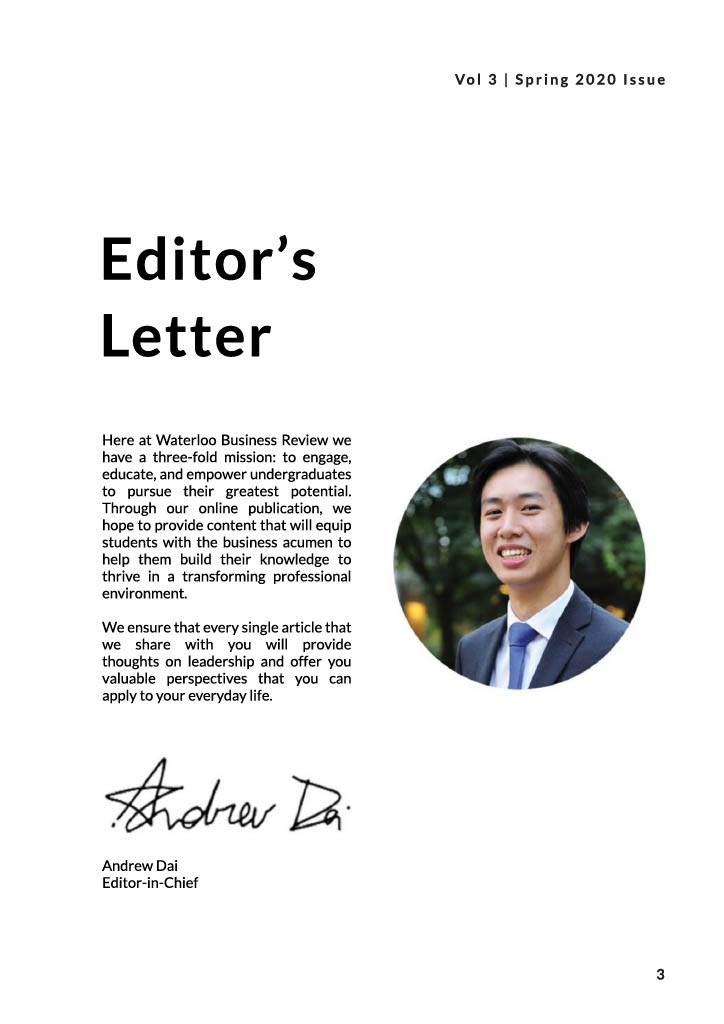 Vol 3 | Spring 2020 Issue
Editor’s
Letter
Here at Waterloo Business Review we
have a three-fold mission: to engage,
educate, and empower undergraduates
to pursue their greatest potential.
Through our online publication, we
hope to provide content that will equip
students with the business acumen to
help them build their knowledge to
thrive in a transforming professional
environment.
We ensure that every single article that
we share with you will provide
thoughts on leadership and offer you
valuable perspectives that you can
apply to your everyday life.
Andrew Dai
Andrew Dai
Editor-in-Chief
3